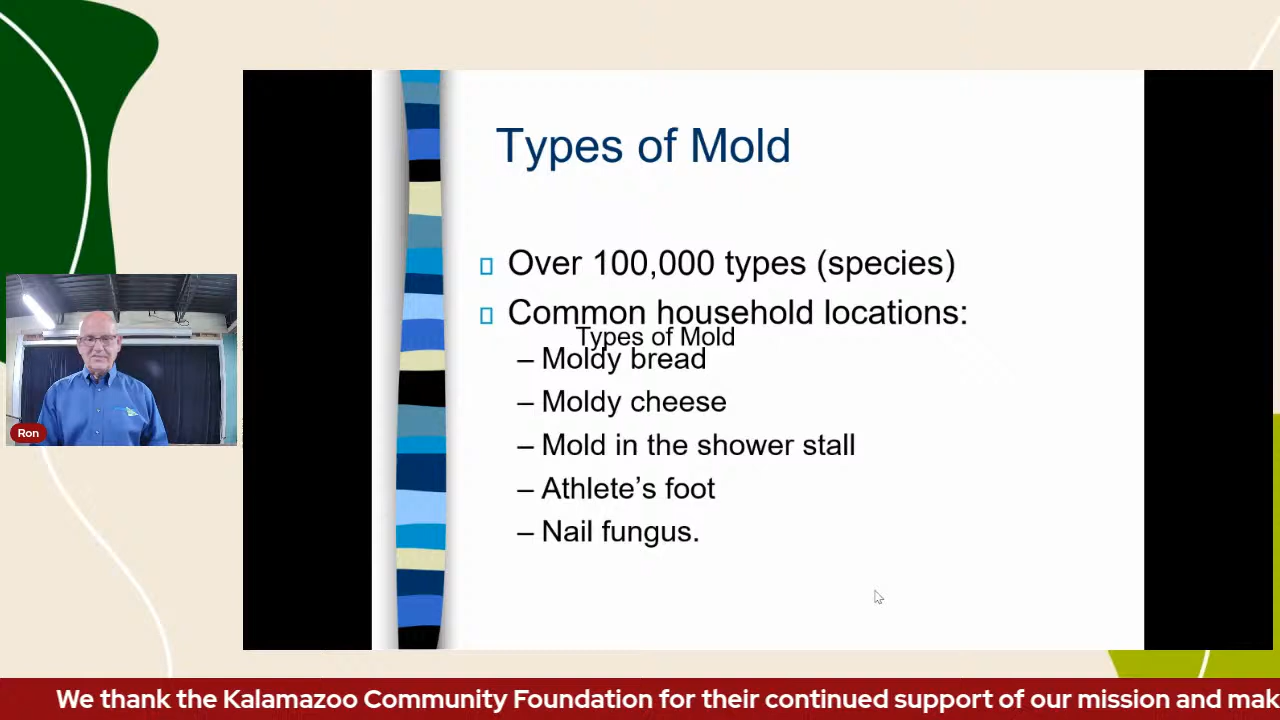 Types of Mold
Over 100,000 types (species)
Common household locations:
Types of Mold
– Moldy bread
– Moldy cheese
– Mold in the shower stall
– Athlete’s foot
– Nail fungus.
Ron
We thank the Kalamazoo Community Foundation for their continued support of our mission and mak